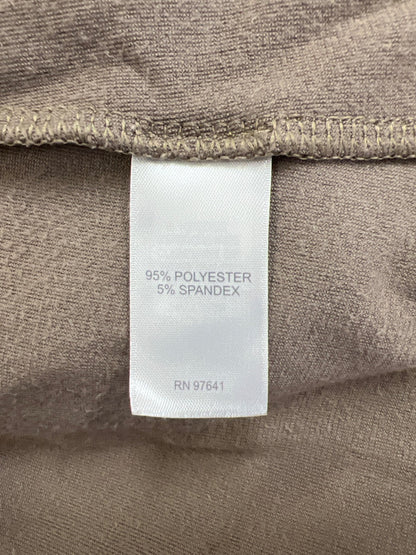 95% POLYESTER
5% SPANDEX
RN 97641